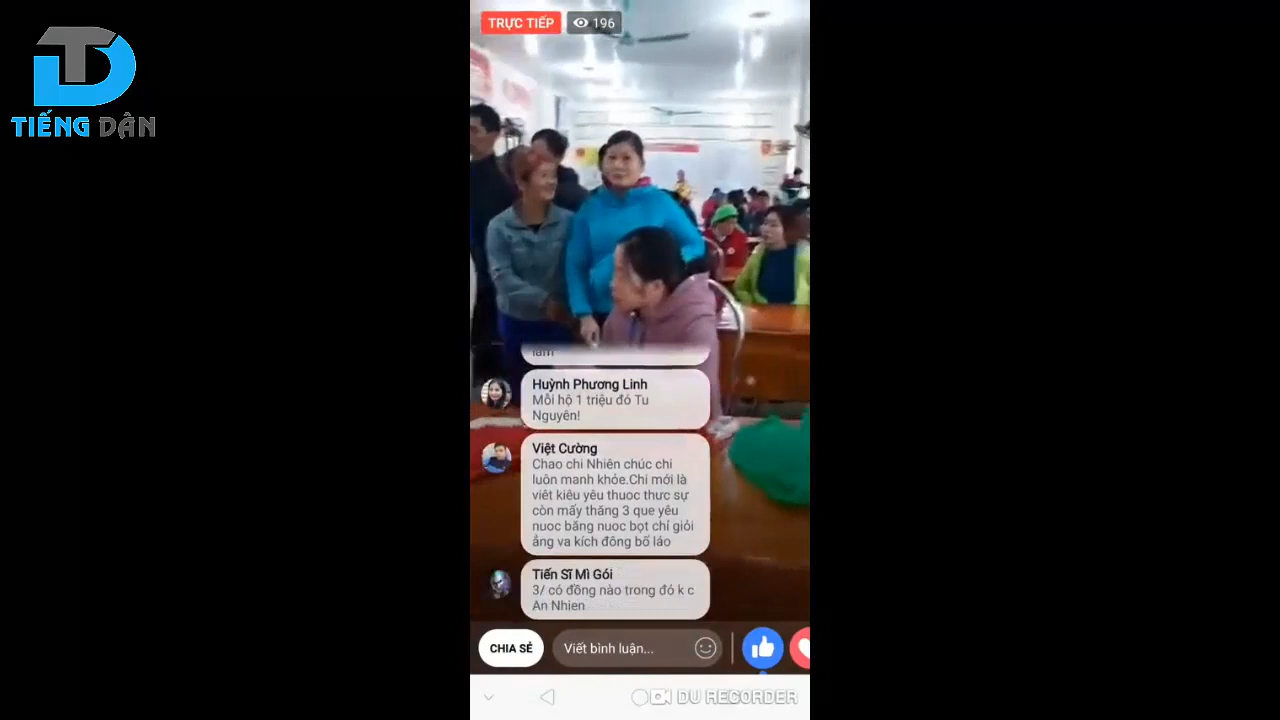 TRỰC TIẾP 196
TIẾNG DÂN
lắm
Huỳnh Phương Linh
Mỗi hộ 1 triệu đó Tu
Nguyên!
Việt Cường
Chao chi Nhiên chúc chi
luôn manh khỏe.Chi mới là
viêt kiêu yêu thuoc thưc sự
còn mấy thăng 3 que yêu
nuoc băng nuoc bọt chỉ giỏi
ẳng va kích đông bố láo
Tiến Sĩ Mì Gói
3/ có đồng nào trong đó k c
An Nhien
CHIA SẺ
Viết bình luận...
DU RECORDER